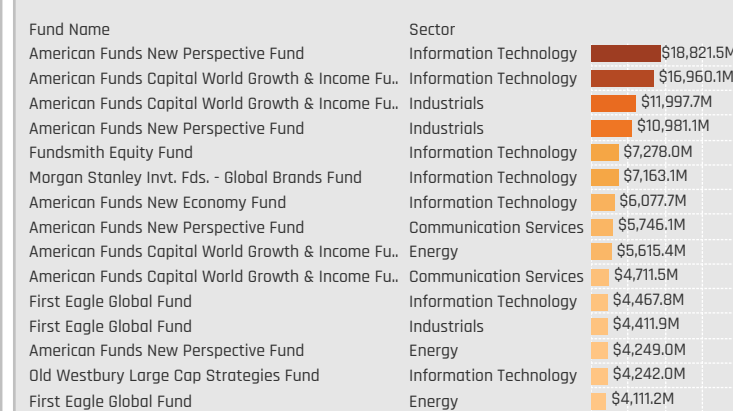 Fund Name Sector
American Funds New Perspective Fund Information Technology $18,821.5M
American Funds Capital World Growth & Income Fu.. Information Technology $16,960.1M
American Funds Capital World Growth & Income Fu.. Industrials $11,997.7M
American Funds New Perspective Fund Industrials $10,981.1M
Fundsmith Equity Fund Information Technology $7,278.0M
Morgan Stanley Invt. Fds. - Global Brands Fund Information Technology $7,163.1M
American Funds New Economy Fund Information Technology $6,077.7M
American Funds New Perspective Fund Communication Services $5,746.1M
American Funds Capital World Growth & Income Fu.. Energy $5,615.4M
American Funds Capital World Growth & Income Fu.. Communication Services $4,711.5M
First Eagle Global Fund Information Technology $4,467.8M
First Eagle Global Fund Industrials $4,411.9M
American Funds New Perspective Fund Energy $4,249.0M
Old Westbury Large Cap Strategies Fund Information Technology $4,242.0M
First Eagle Global Fund Energy $4,111.2M